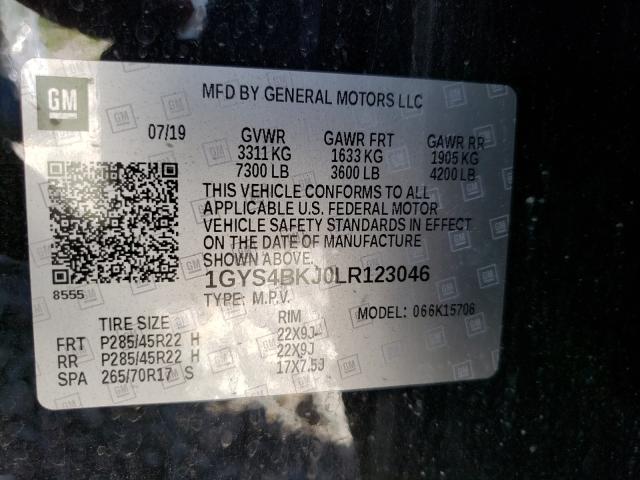 GM
MFD BY GENERAL MOTORS LLC
07/19 GVWR GAWR FRT GAWR RR
3311 KG 1633 KG 1905 KG
7300 LB 3600 LB 4200 LB
THIS VEHICLE CONFORMS TO ALL
APPLICABLE U.S. FEDERAL MOTOR
VEHICLE SAFETY STANDARDS IN EFFECT
ON THE DATE OF MANUFACTURE
SHOWN ABOVE.
1GYS4BKJ0LR123046
8555 TYPE: M.P.V.
MODEL: 066K15706
TIRE SIZE RIM
FRT P285/45R22 H 22X9J
RR P285/45R22 H 22X9J
SPA 265/70R17 S 17X7.5J